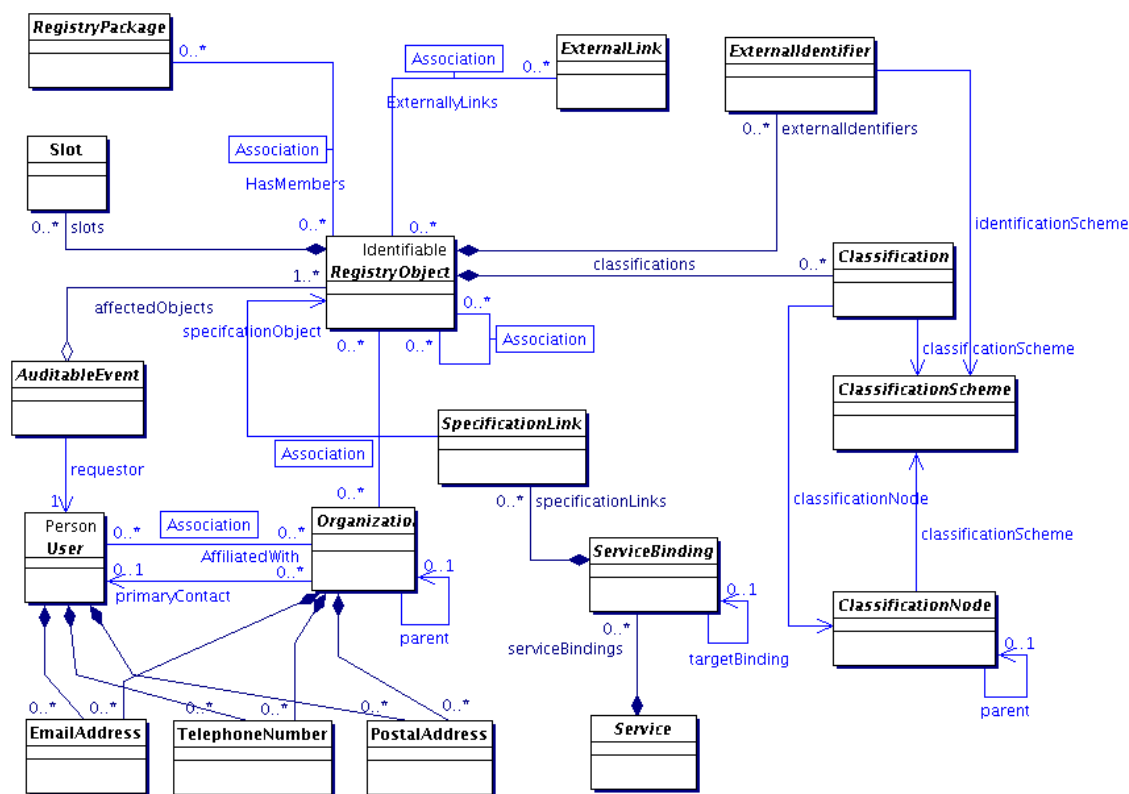 RegistryPackage
0..*
Association
ExternallyLinks
0..*
ExternalLink
ExternalIdentifier
0..*
externalIdentifiers
Slot
0..*
slots
Association
HasMembers
0..*
0..*
identificationScheme
Identifiable
RegistryObject
classifications
0..*
Classification
1..*
affectedObjects
specifcationObject
0..*
0..*
0..*
Association
classificationScheme
AuditableEvent
ClassificationScheme
SpecificationLink
Association
requestor
1
0..*
0..*
specificationLinks
classificationNode
classificationScheme
Person
User
0..*
Association
0..*
AffiliatedWith
Organization
0..1
0..*
primaryContact
0..1
parent
ServiceBinding
0..1
0..*
serviceBindings
targetBinding
ClassificationNode
0..1
parent
0..*
0..*
0..*
0..*
0..*
0..*
EmailAddress
TelephoneNumber
PostalAddress
Service